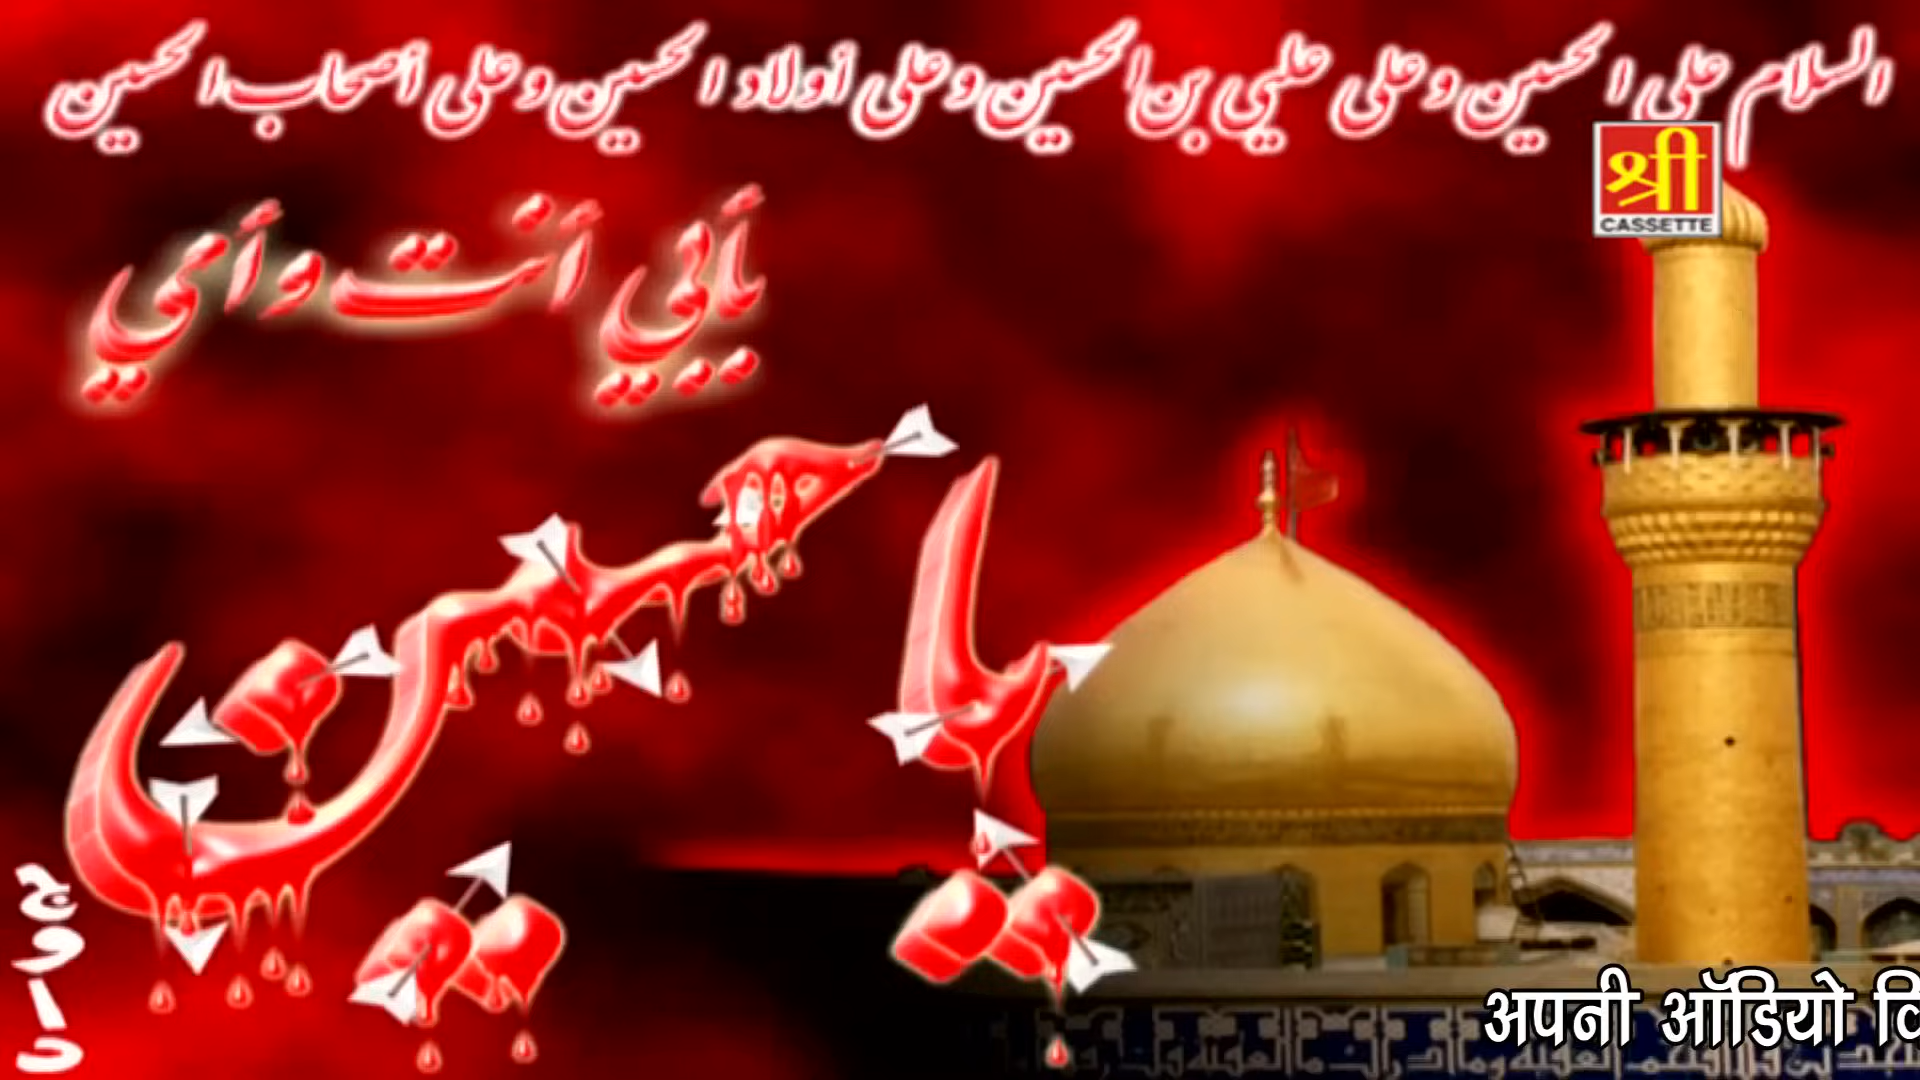 السلام على الحسين وعلى علي بن الحسين وعلى أولاد الحسين وعلى أصحاب الحسين
श्री
CASSETTE
بأبي أنت وأمي
يا حسين
अपनी ऑडियो वि